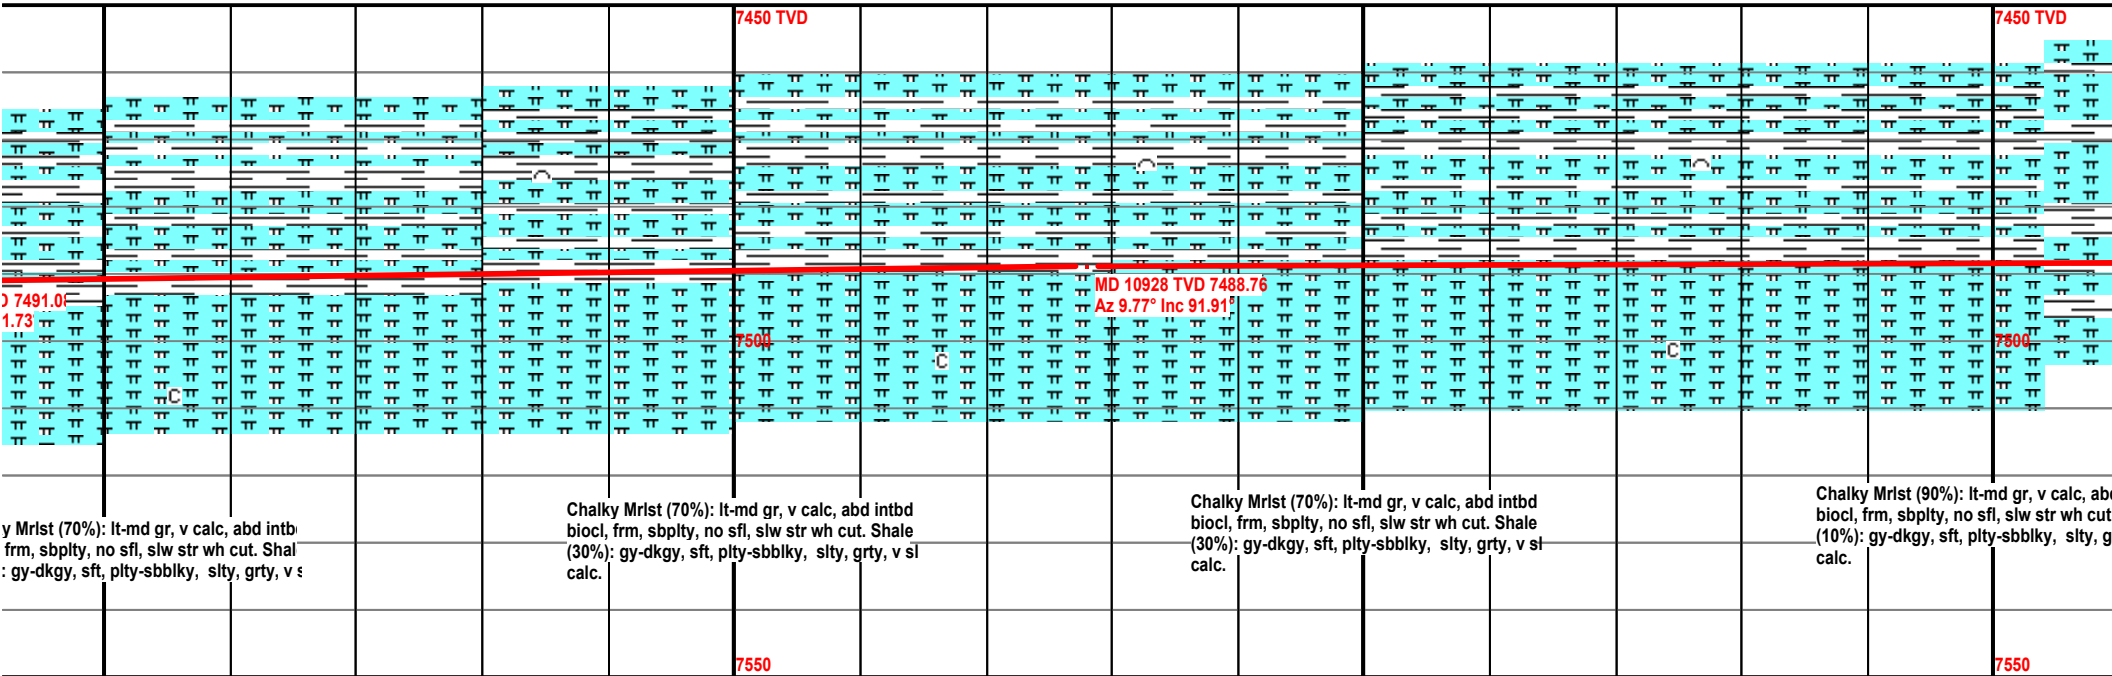 7450 TVD
7450 TVD
7491.0
1.73°
MD 10928 TVD 7488.76
Az 9.77° Inc 91.91°
7500
7500
C
C
C
y Mrlst (70%): lt-md gr, v calc, abd intb
frm, sbplty, no sfl, slw str wh cut. Shal
: gy-dkgy, sft, plty-sbblky, slty, grty, v s
Chalky Mrlst (70%): lt-md gr, v calc, abd intbd
biocl, frm, sbplty, no sfl, slw str wh cut. Shale
(30%): gy-dkgy, sft, plty-sbblky, slty, grty, v sl
calc.
Chalky Mrlst (70%): lt-md gr, v calc, abd intbd
biocl, frm, sbplty, no sfl, slw str wh cut. Shale
(30%): gy-dkgy, sft, plty-sbblky, slty, grty, v sl
calc.
Chalky Mrlst (90%): lt-md gr, v calc, ab
biocl, frm, sbplty, no sfl, slw str wh cut
(10%): gy-dkgy, sft, plty-sbblky, slty, g
calc.
7550
7550